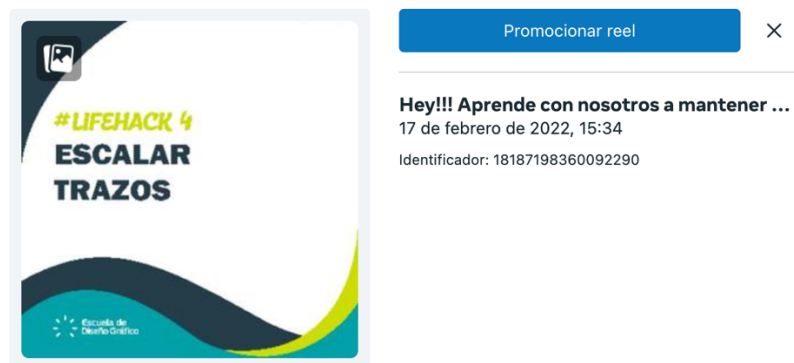 #LIFEHACK 4
ESCALAR
TRAZOS
Escuela de
Diseño Gráfico
Promocionar reel
Hey!!! Aprende con nosotros a mantener ...
17 de febrero de 2022, 15:34
Identificador: 18187198360092290